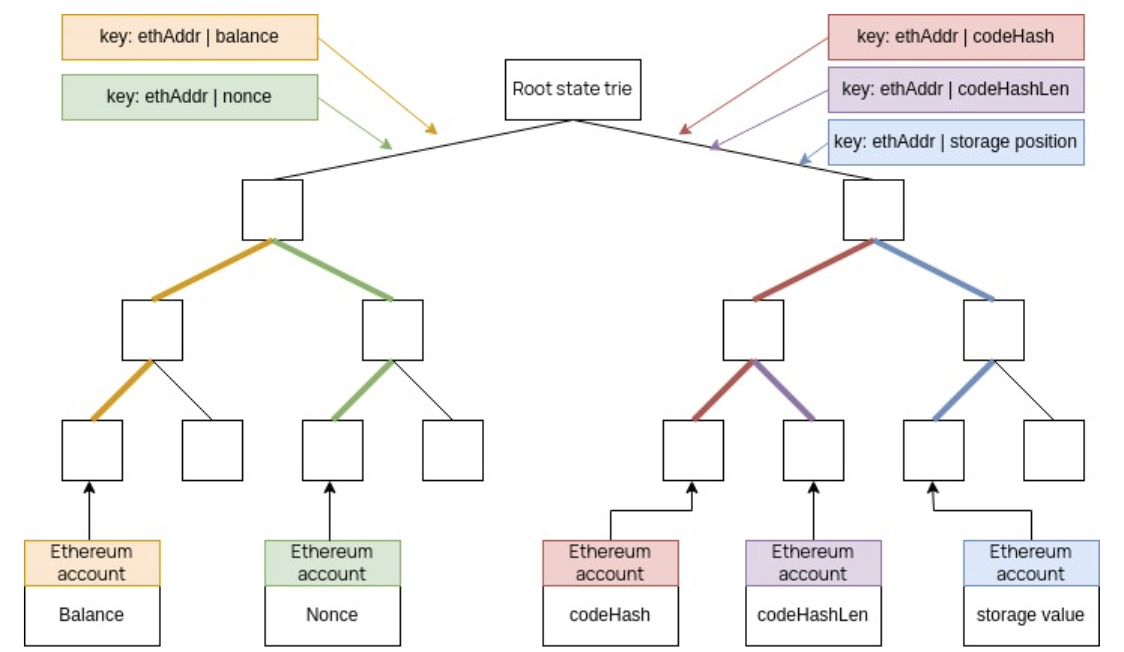 key: ethAddr | balance
key: ethAddr | nonce
Root state trie
key: ethAddr | codeHash
key: ethAddr | codeHashLen
key: ethAddr | storage position
Ethereum
account
Balance
Ethereum
account
Nonce
Ethereum
account
codeHash
Ethereum
account
codeHashLen
Ethereum
account
storage value